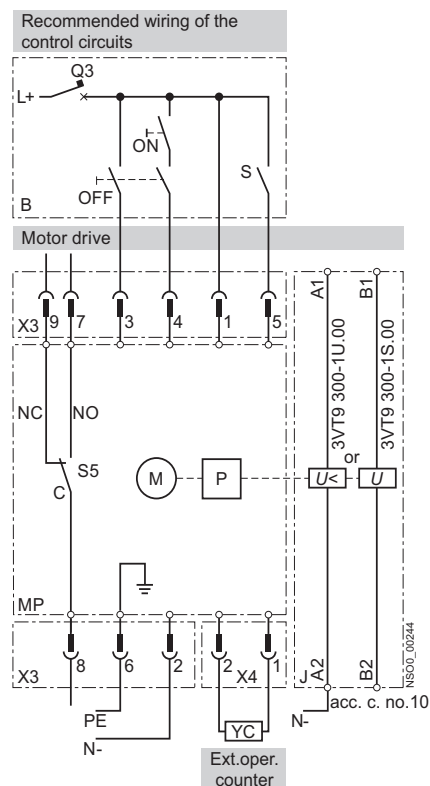 Recommended wiring of the
control circuits
Q3
L+
ON
OFF
S
B
Motor drive
X3 9 7 3 4 1 5
A1 B1
NC NO
3VT9 300-1U.00
or
3VT9 300-1S.00
S5
C
M P U< U
MP
NSO0_00244
8 6 2 2 1
X3 X4
J A2 B2
acc. c. no.10
PE
N-
YC
N-
Ext.oper.
counter